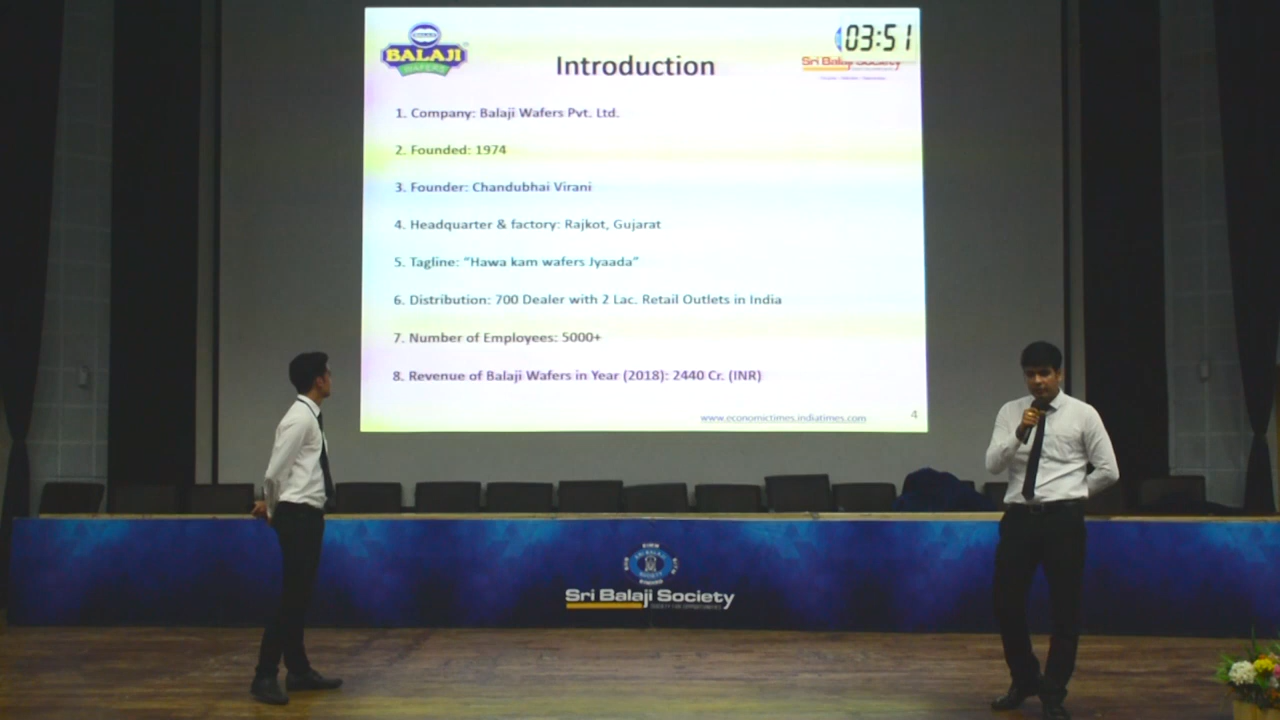 BALAJI
WAFERS
Introduction
03:51
Sri Balaji Society
1. Company: Balaji Wafers Pvt. Ltd.
2. Founded: 1974
3. Founder: Chandubhai Virani
4. Headquarter & factory: Rajkot, Gujarat
5. Tagline: “Hawa kam wafers Jyaada”
6. Distribution: 700 Dealer with 2 Lac. Retail Outlets in India
7. Number of Employees: 5000+
8. Revenue of Balaji Wafers in Year (2018): 2440 Cr. (INR)
www.economictimes.indiatimes.com
4
Sri Balaji Society